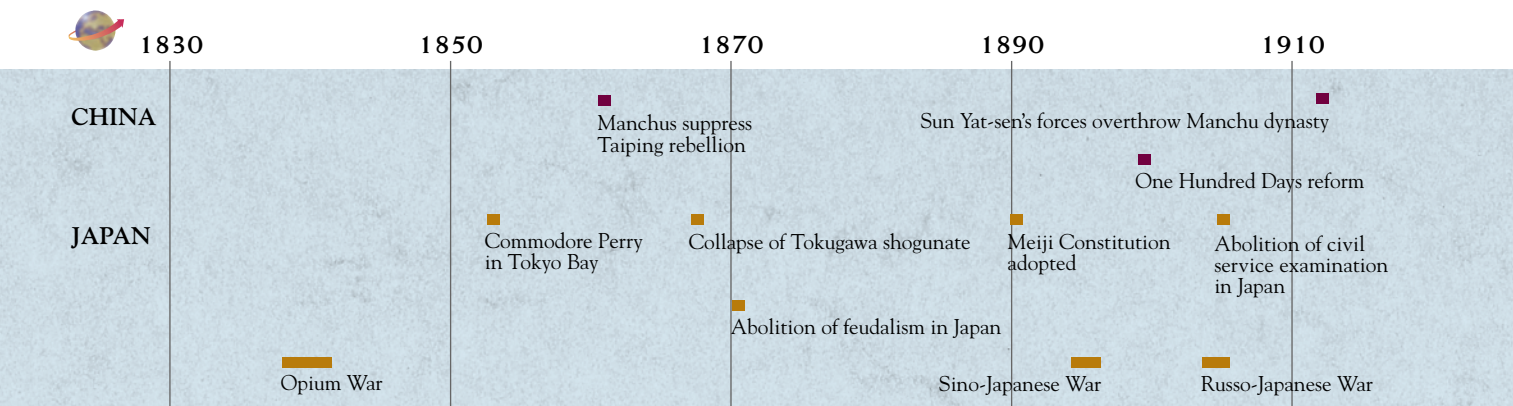 1830 1850 1870 1890 1910
CHINA
Manchus suppress
Taiping rebellion
Sun Yat-sen's forces overthrow Manchu dynasty
One Hundred Days reform
JAPAN
Commodore Perry
in Tokyo Bay
Collapse of Tokugawa shogunate
Meiji Constitution
adopted
Abolition of civil
service examination
in Japan
Abolition of feudalism in Japan
Opium War
Sino-Japanese War
Russo-Japanese War